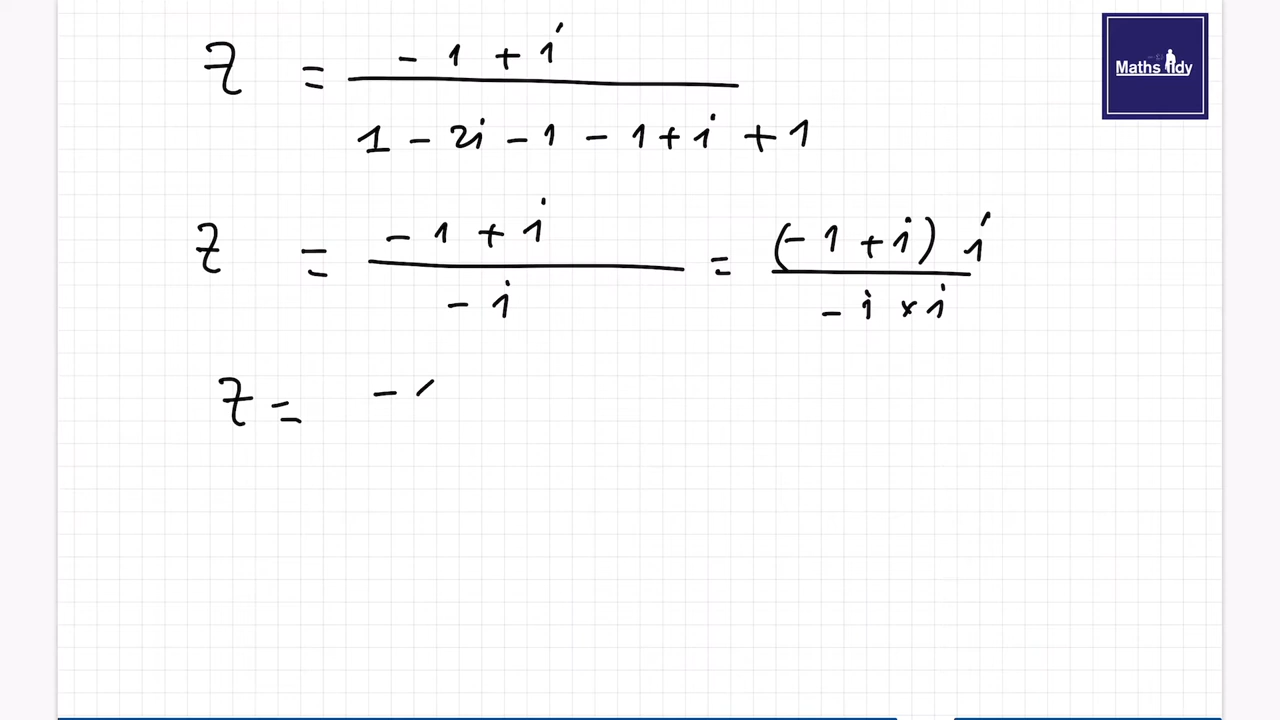 Maths Tidy
z = (-1 + i) / (1 - 2i - 1 - 1 + i + 1)
z = (-1 + i) / (-i) = ((-1 + i) i) / (-i × i)
z = -